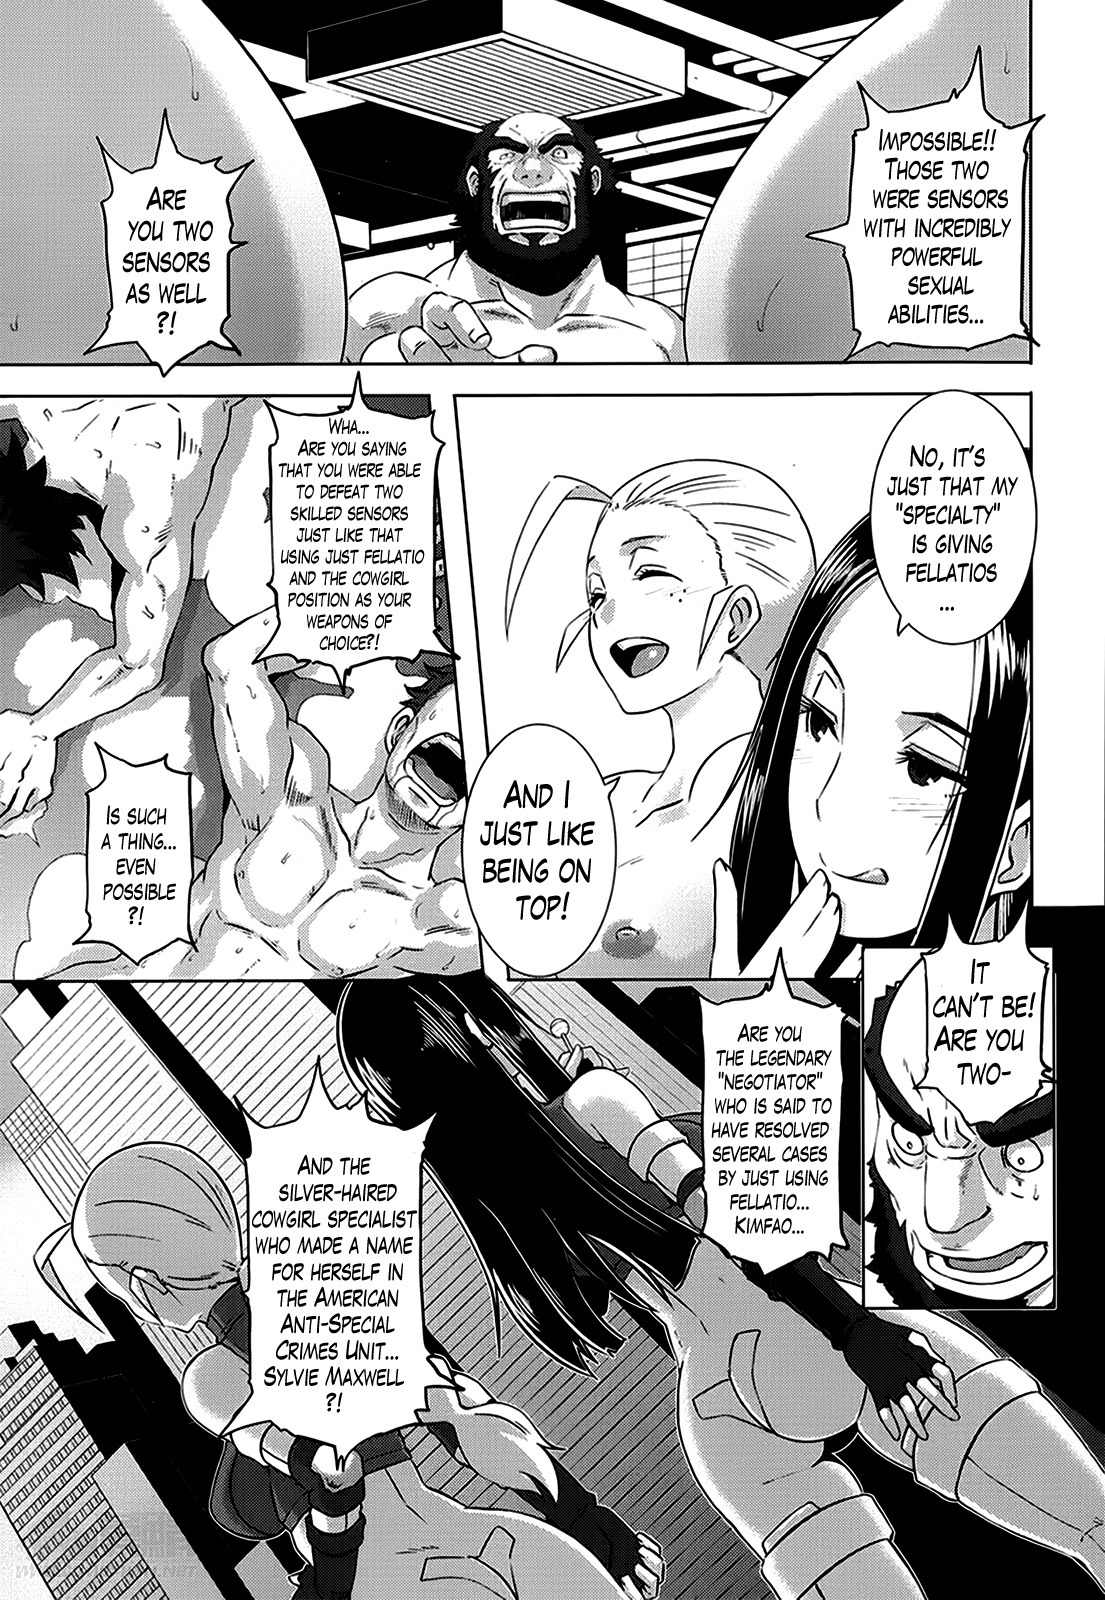 IMPOSSIBLE!!
THOSE TWO
WERE SENSORS
WITH INCREDIBLY
POWERFUL
SEXUAL
ABILITIES...
ARE
YOU TWO
SENSORS
AS WELL
?!
NO, IT'S
JUST THAT MY
"SPECIALTY"
IS GIVING
FELLATIOS
...
AND I
JUST LIKE
BEING ON
TOP!
WHA...
ARE YOU SAYING
THAT YOU WERE ABLE
TO DEFEAT TWO
SKILLED SENSORS
JUST LIKE THAT
USING JUST FELLATIO
AND THE COWGIRL
POSITION AS YOUR
WEAPONS OF
CHOICE?!
IS SUCH
A THING...
EVEN
POSSIBLE
?!
IT
CAN'T BE!
ARE YOU
TWO-
ARE YOU
THE LEGENDARY
"NEGOTIATOR"
WHO IS SAID TO
HAVE RESOLVED
SEVERAL CASES
BY JUST USING
FELLATIO...
KIMFAO...
AND THE
SILVER-HAIRED
COWGIRL SPECIALIST
WHO MADE A NAME
FOR HERSELF IN
THE AMERICAN
ANTI-SPECIAL
CRIMES UNIT...
SYLVIE MAXWELL
?!